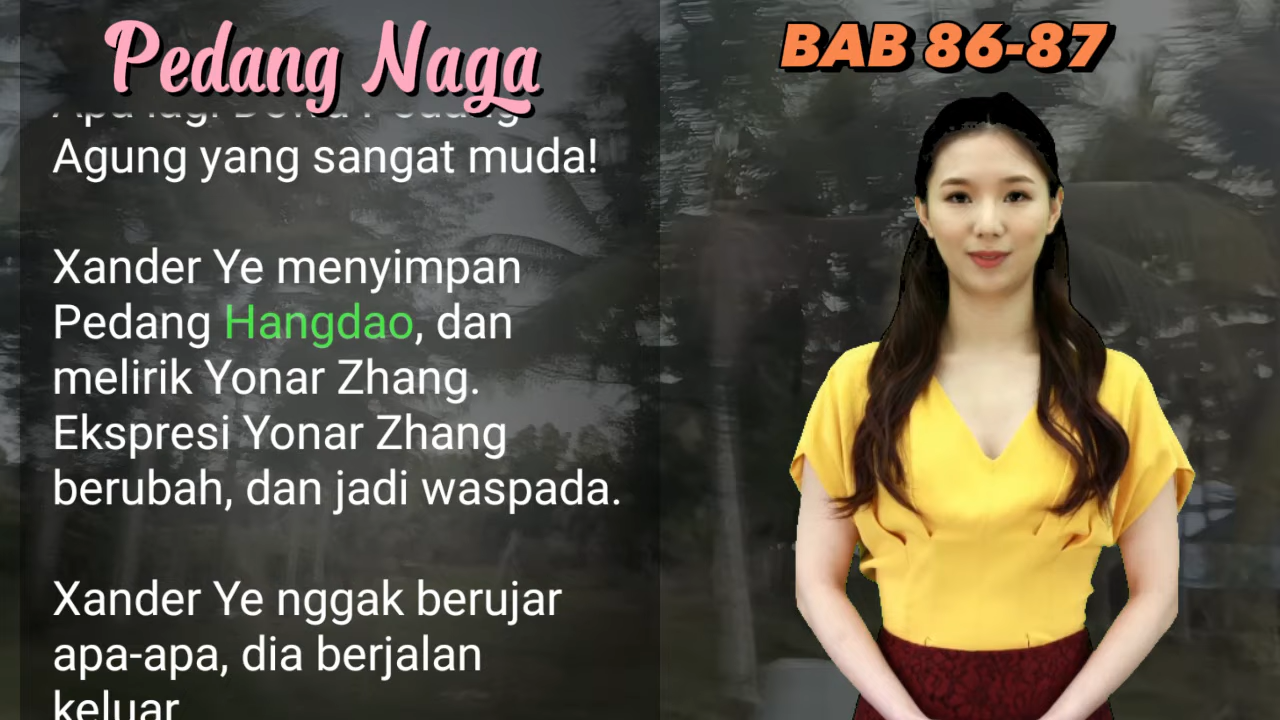 Pedang Naga
BAB 86-87
Agung yang sangat muda!
Xander Ye menyimpan
Pedang Hangdao, dan
melirik Yonar Zhang.
Ekspresi Yonar Zhang
berubah, dan jadi waspada.
Xander Ye nggak berujar
apa-apa, dia berjalan
keluar